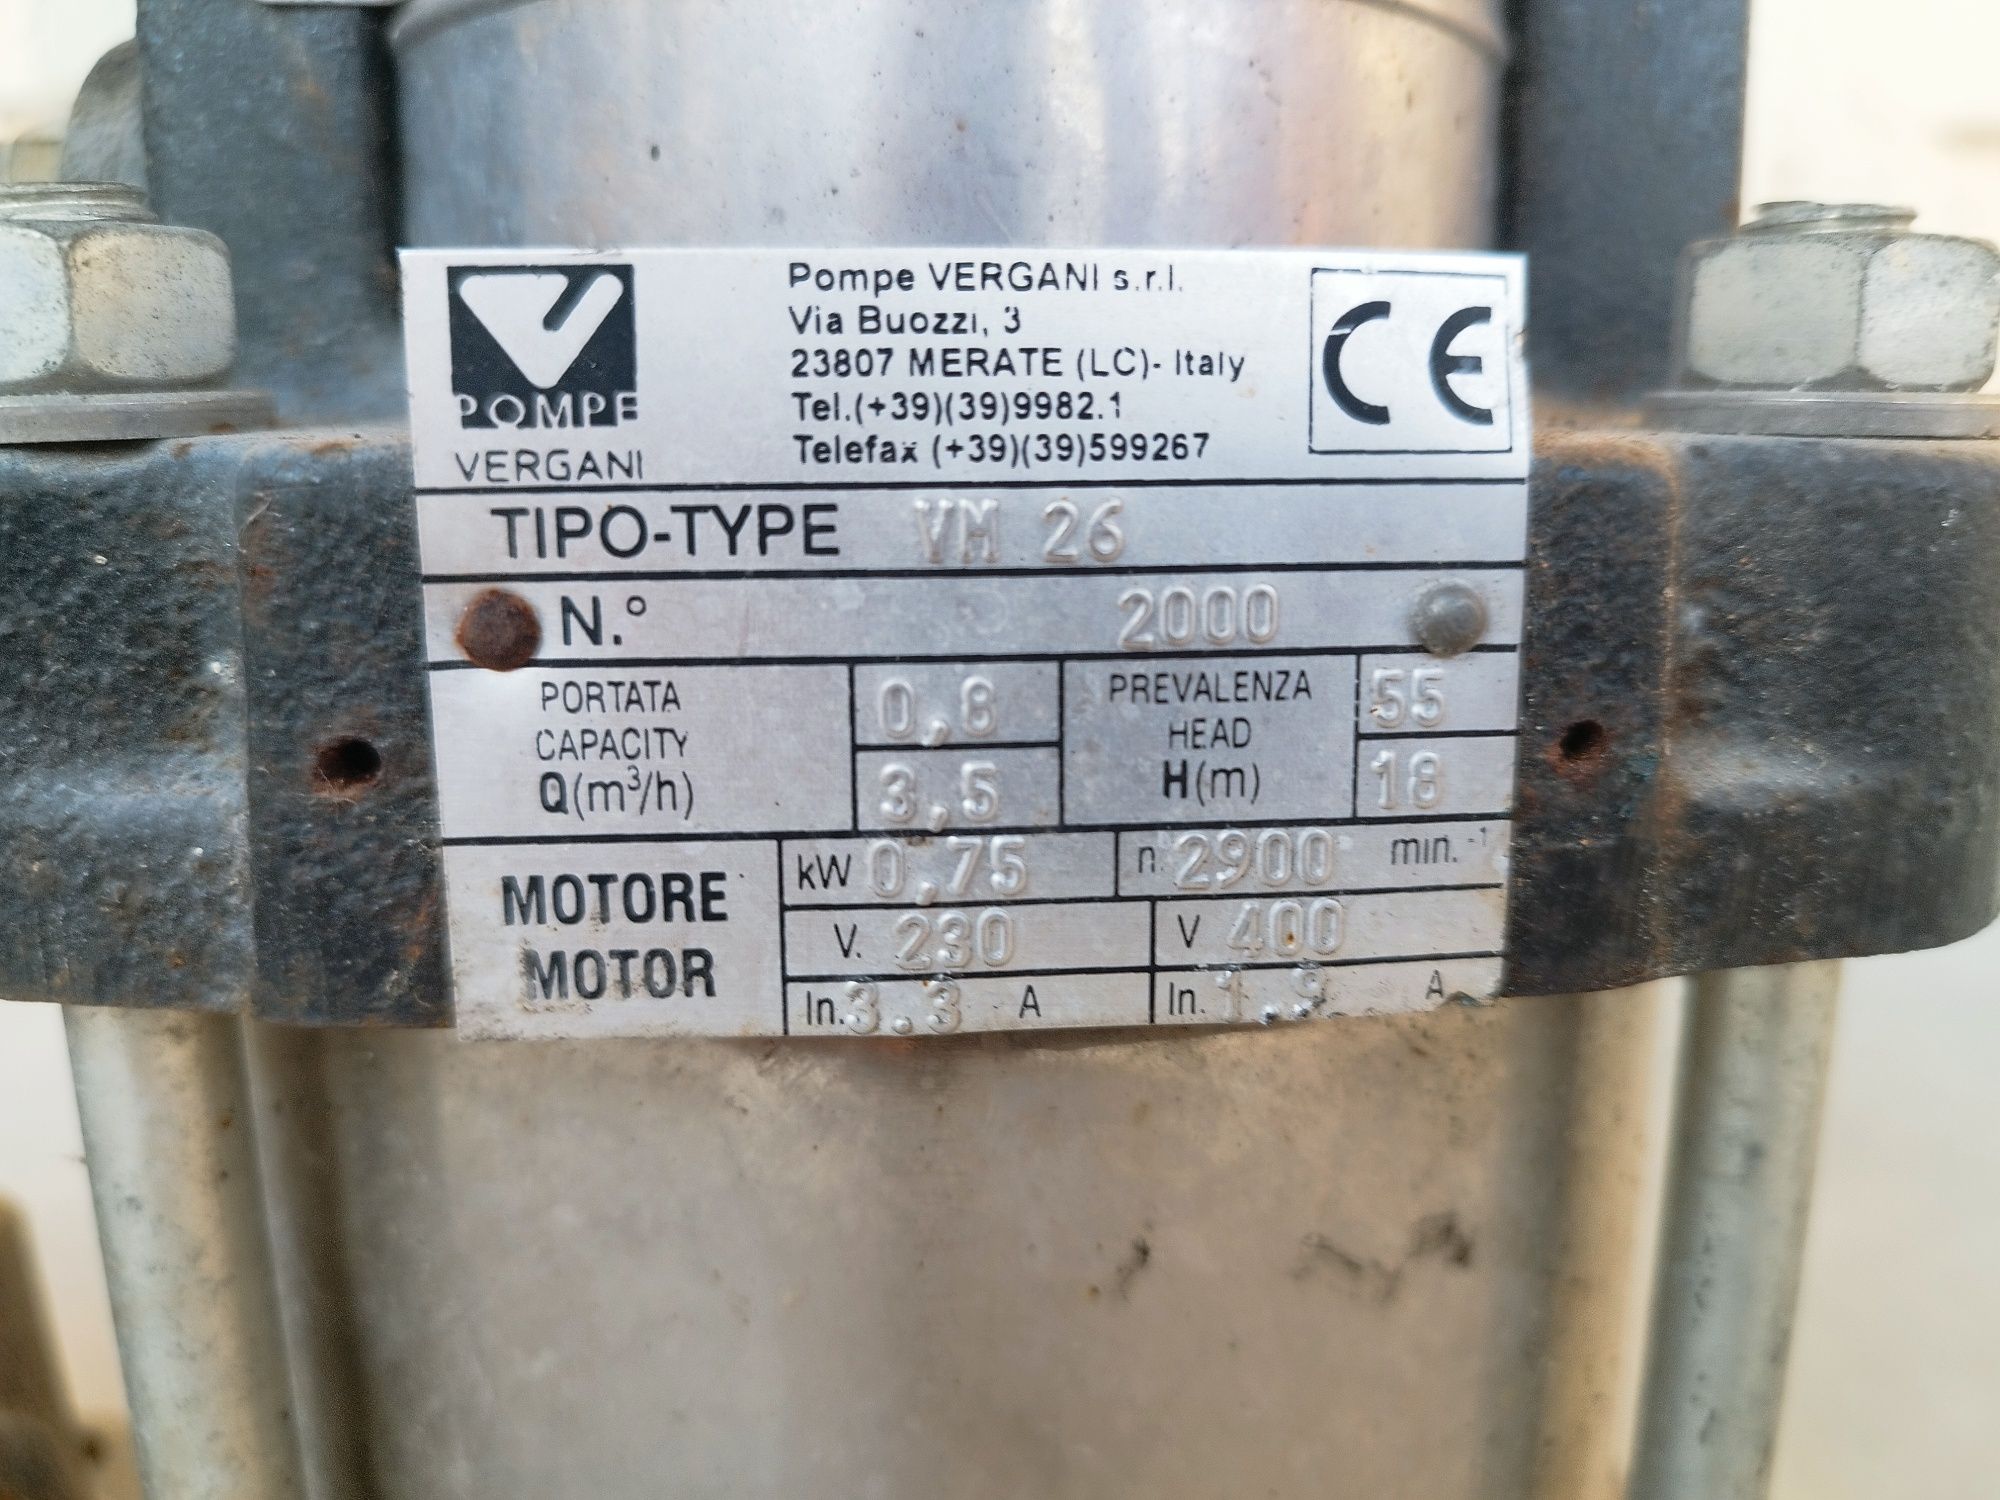 POMPE
VERGANI
Pompe VERGANI s.r.l.
Via Buozzi, 3
23807 MERATE (LC)- Italy
Tel.(+39)(39)9982.1
Telefax (+39)(39)599267
CE
TIPO-TYPE VM 26
N.° 2000
PORTATA
CAPACITY
Q(m³/h)
0,8
3,5
PREVALENZA
HEAD
H(m)
55
18
MOTORE
MOTOR
kW 0,75 n. 2900 min.-1
V. 230 V 400
In. 3.3 A In. 1.9 A